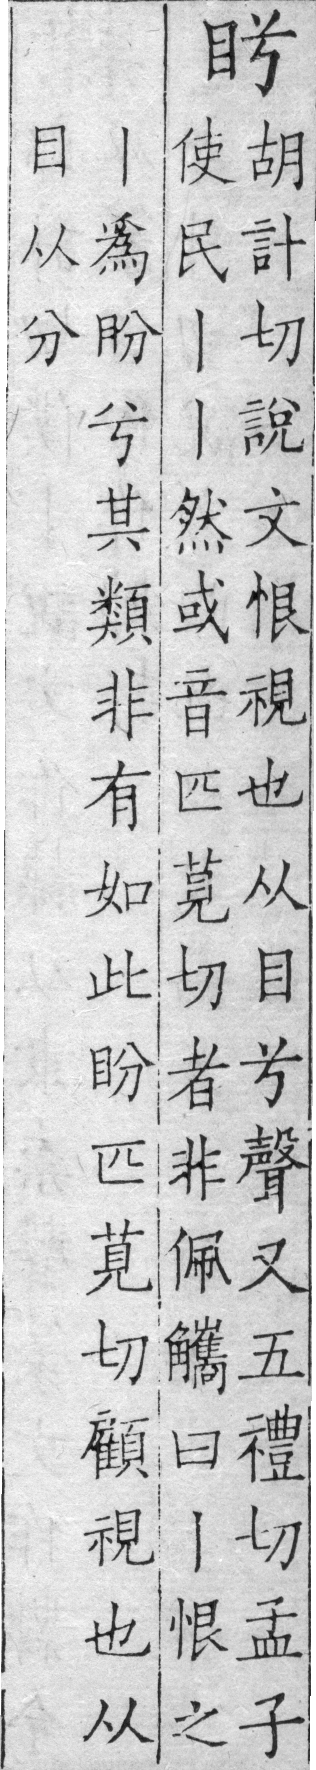 盻
胡計切說文恨視也从目兮聲又五禮切孟子
使民丨丨然或音匹莧切者非佩觿曰丨恨之
丨爲盼兮其類非有如此盼匹莧切顧視也从
目从分